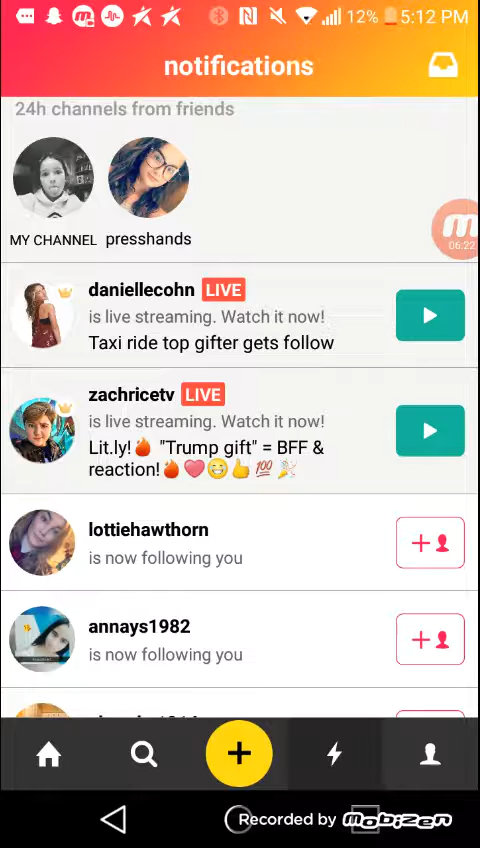 12% 5:12 PM
notifications
24h channels from friends
MY CHANNEL presshands
06:22
daniellecohn LIVE
is live streaming. Watch it now!
Taxi ride top gifter gets follow
zachricetv LIVE
is live streaming. Watch it now!
Lit.ly!🔥 "Trump gift" = BFF &
reaction!🔥❤️😁👍💯🎉
lottiehawthorn
is now following you
annays1982
is now following you
Recorded by Mobizen